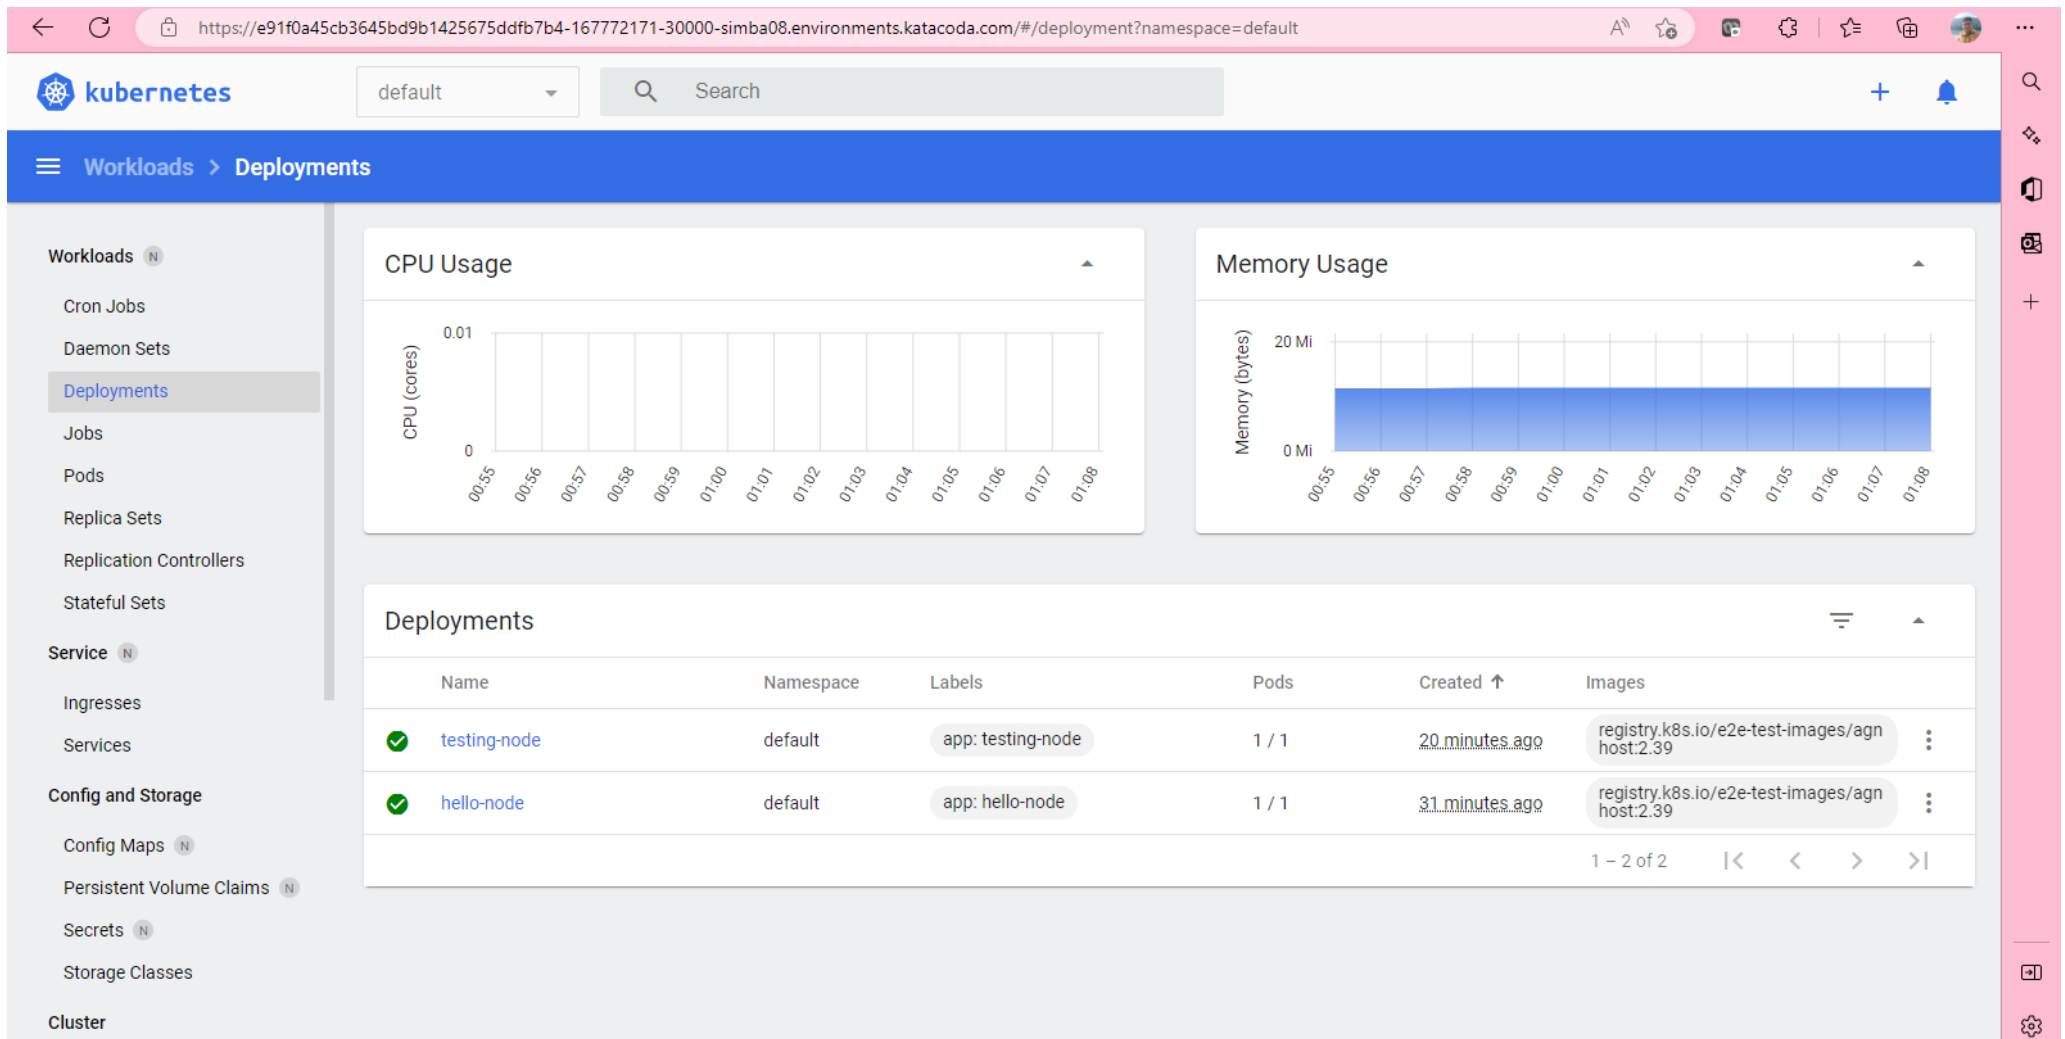 https://e91f0a45cb3645bd9b1425675ddfb7b4-167772171-30000-simba08.environments.katacoda.com/#/deployment?namespace=default
kubernetes
default
Search
Workloads > Deployments
Workloads N
Cron Jobs
Daemon Sets
Deployments
Jobs
Pods
Replica Sets
Replication Controllers
Stateful Sets
Service N
Ingresses
Services
Config and Storage
Config Maps N
Persistent Volume Claims N
Secrets N
Storage Classes
Cluster
CPU Usage
CPU (cores)
0.01
0
00:55 00:56 00:57 00:58 00:59 01:00 01:01 01:02 01:03 01:04 01:05 01:06 01:07 01:08
Memory Usage
Memory (bytes)
20 Mi
0 Mi
00:55 00:56 00:57 00:58 00:59 01:00 01:01 01:02 01:03 01:04 01:05 01:06 01:07 01:08
Deployments
Name Namespace Labels Pods Created Images
testing-node default app: testing-node 1 / 1 20 minutes ago registry.k8s.io/e2e-test-images/agn
host:2.39
hello-node default app: hello-node 1 / 1 31 minutes ago registry.k8s.io/e2e-test-images/agn
host:2.39
1 – 2 of 2